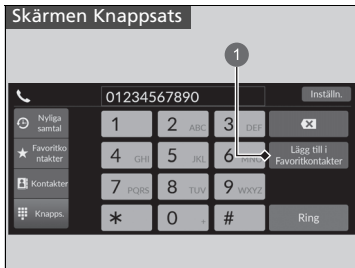 Skärmen Knappsats
1
01234567890
Inställn.
Nyliga
samtal
1
2 ABC
3 DEF
Favoritko
ntakter
4 GHI
5 JKL
6 MNO
Lägg till i
Favoritkontakter
Kontakter
7 PQRS
8 TUV
9 WXYZ
Knapps.
*
0 +
#
Ring